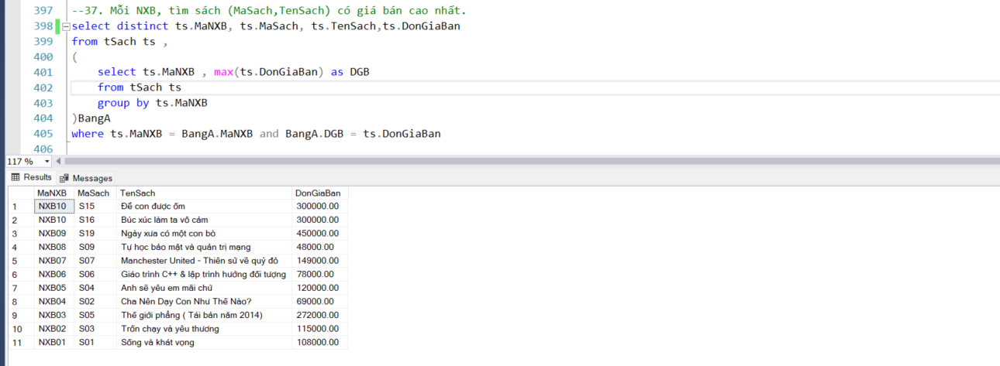 397 --37. Mỗi NXB, tìm sách (MaSach,TenSach) có giá bán cao nhất.
398 select distinct ts.MaNXB, ts.MaSach, ts.TenSach,ts.DonGiaBan
399 from tSach ts ,
400 (
401 select ts.MaNXB , max(ts.DonGiaBan) as DGB
402 from tSach ts
403 group by ts.MaNXB
404 )BangA
405 where ts.MaNXB = BangA.MaNXB and BangA.DGB = ts.DonGiaBan
406
117 %
Results Messages
MaNXB MaSach TenSach DonGiaBan
1 NXB10 S15 Để con được ốm 300000.00
2 NXB10 S16 Bức xúc làm ta vô cảm 300000.00
3 NXB09 S19 Ngày xưa có một con bò 450000.00
4 NXB08 S09 Tự học bảo mật và quản trị mạng 48000.00
5 NXB07 S07 Manchester United - Thiên sử về quỷ đỏ 149000.00
6 NXB06 S06 Giáo trình C++ & lập trình hướng đối tượng 78000.00
7 NXB05 S04 Anh sẽ yêu em mãi chứ 120000.00
8 NXB04 S02 Cha Nên Dạy Con Như Thế Nào? 69000.00
9 NXB03 S05 Thế giới phẳng ( Tái bản năm 2014) 272000.00
10 NXB02 S03 Trốn chạy và yêu thương 115000.00
11 NXB01 S01 Sống và khát vọng 108000.00